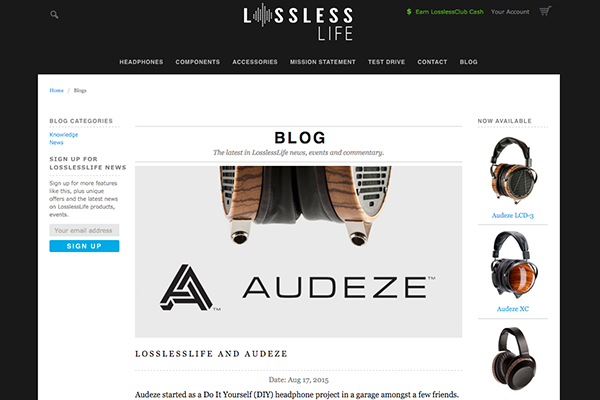 LOSSLESS
LIFE
$ Earn LosslessClub Cash Your Account
HEADPHONES COMPONENTS ACCESSORIES MISSION STATEMENT TEST DRIVE CONTACT BLOG
Home / Blogs
BLOG CATEGORIES
Knowledge
News
SIGN UP FOR
LOSSLESSLIFE NEWS
Sign up for more features
like this, plus unique
offers and the latest news
on LosslessLife products,
events.
Your email address
SIGN UP
BLOG
The latest in LosslessLife news, events and commentary.
AUDEZE™
LOSSLESSLIFE AND AUDEZE
Date: Aug 17, 2015
Audeze started as a Do It Yourself (DIY) headphone project in a garage amongst a few friends.
NOW AVAILABLE
Audeze LCD-3
Audeze XC